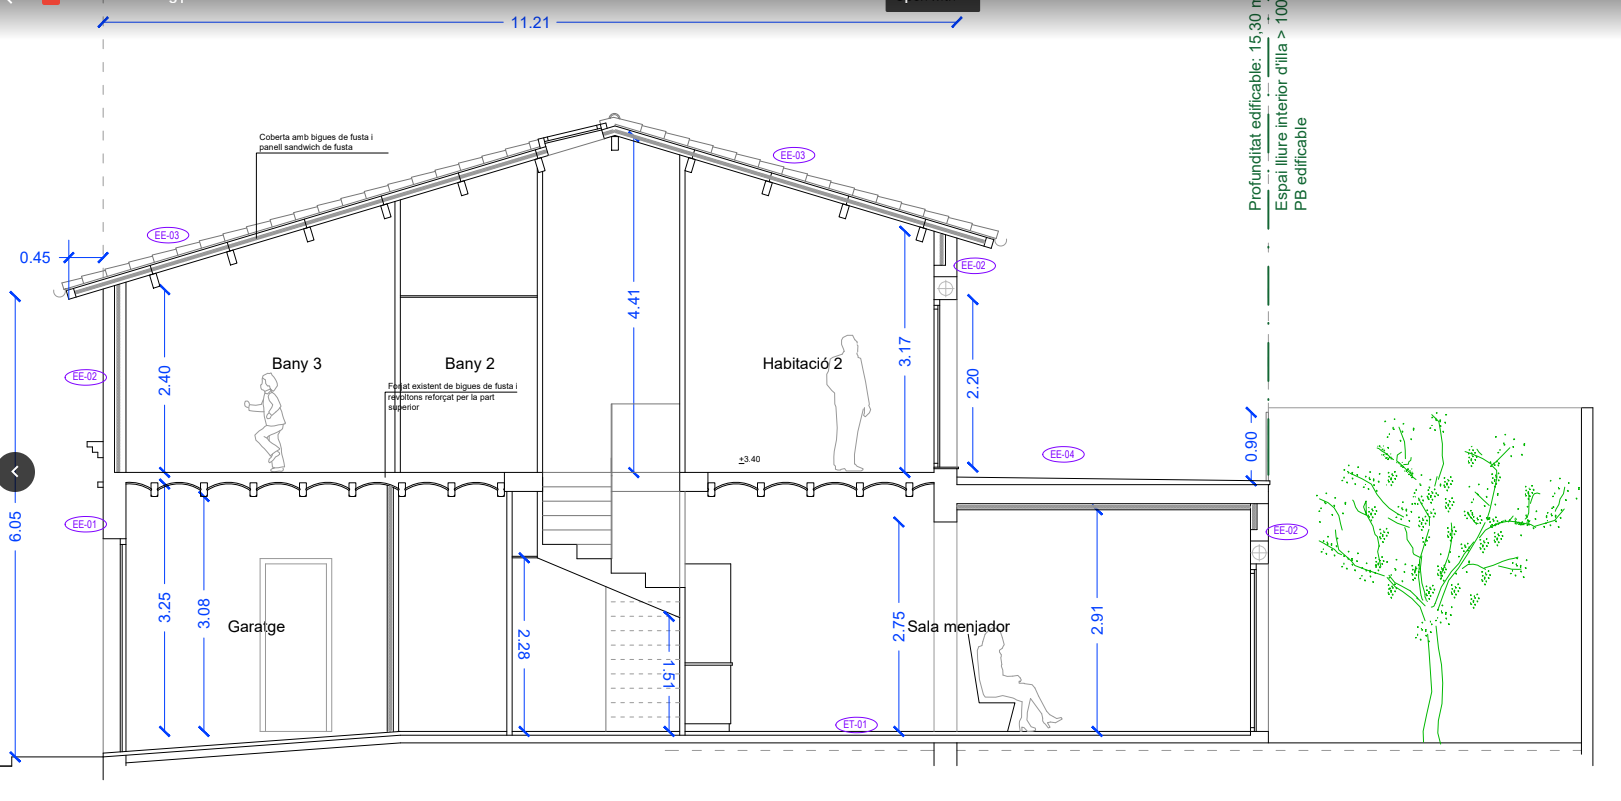 11.21
Profunditat edificable: 15,30
Espai lliure interior d'illa > 100
PB edificable
Coberta amb bigues de fusta i
panell sandwich de fusta
EE-03
EE-03
0.45
EE-02
4.41
Bany 3
Bany 2
Habitació 2
3.17
2.40
2.20
EE-02
Forjat existent de bigues de fusta i
revoltons reforçat per la part
superior
0.90
+3.40
EE-04
6.05
EE-01
EE-02
3.25
3.08
Garatge
2.28
1.51
2.75
Sala menjador
2.91
ET-01